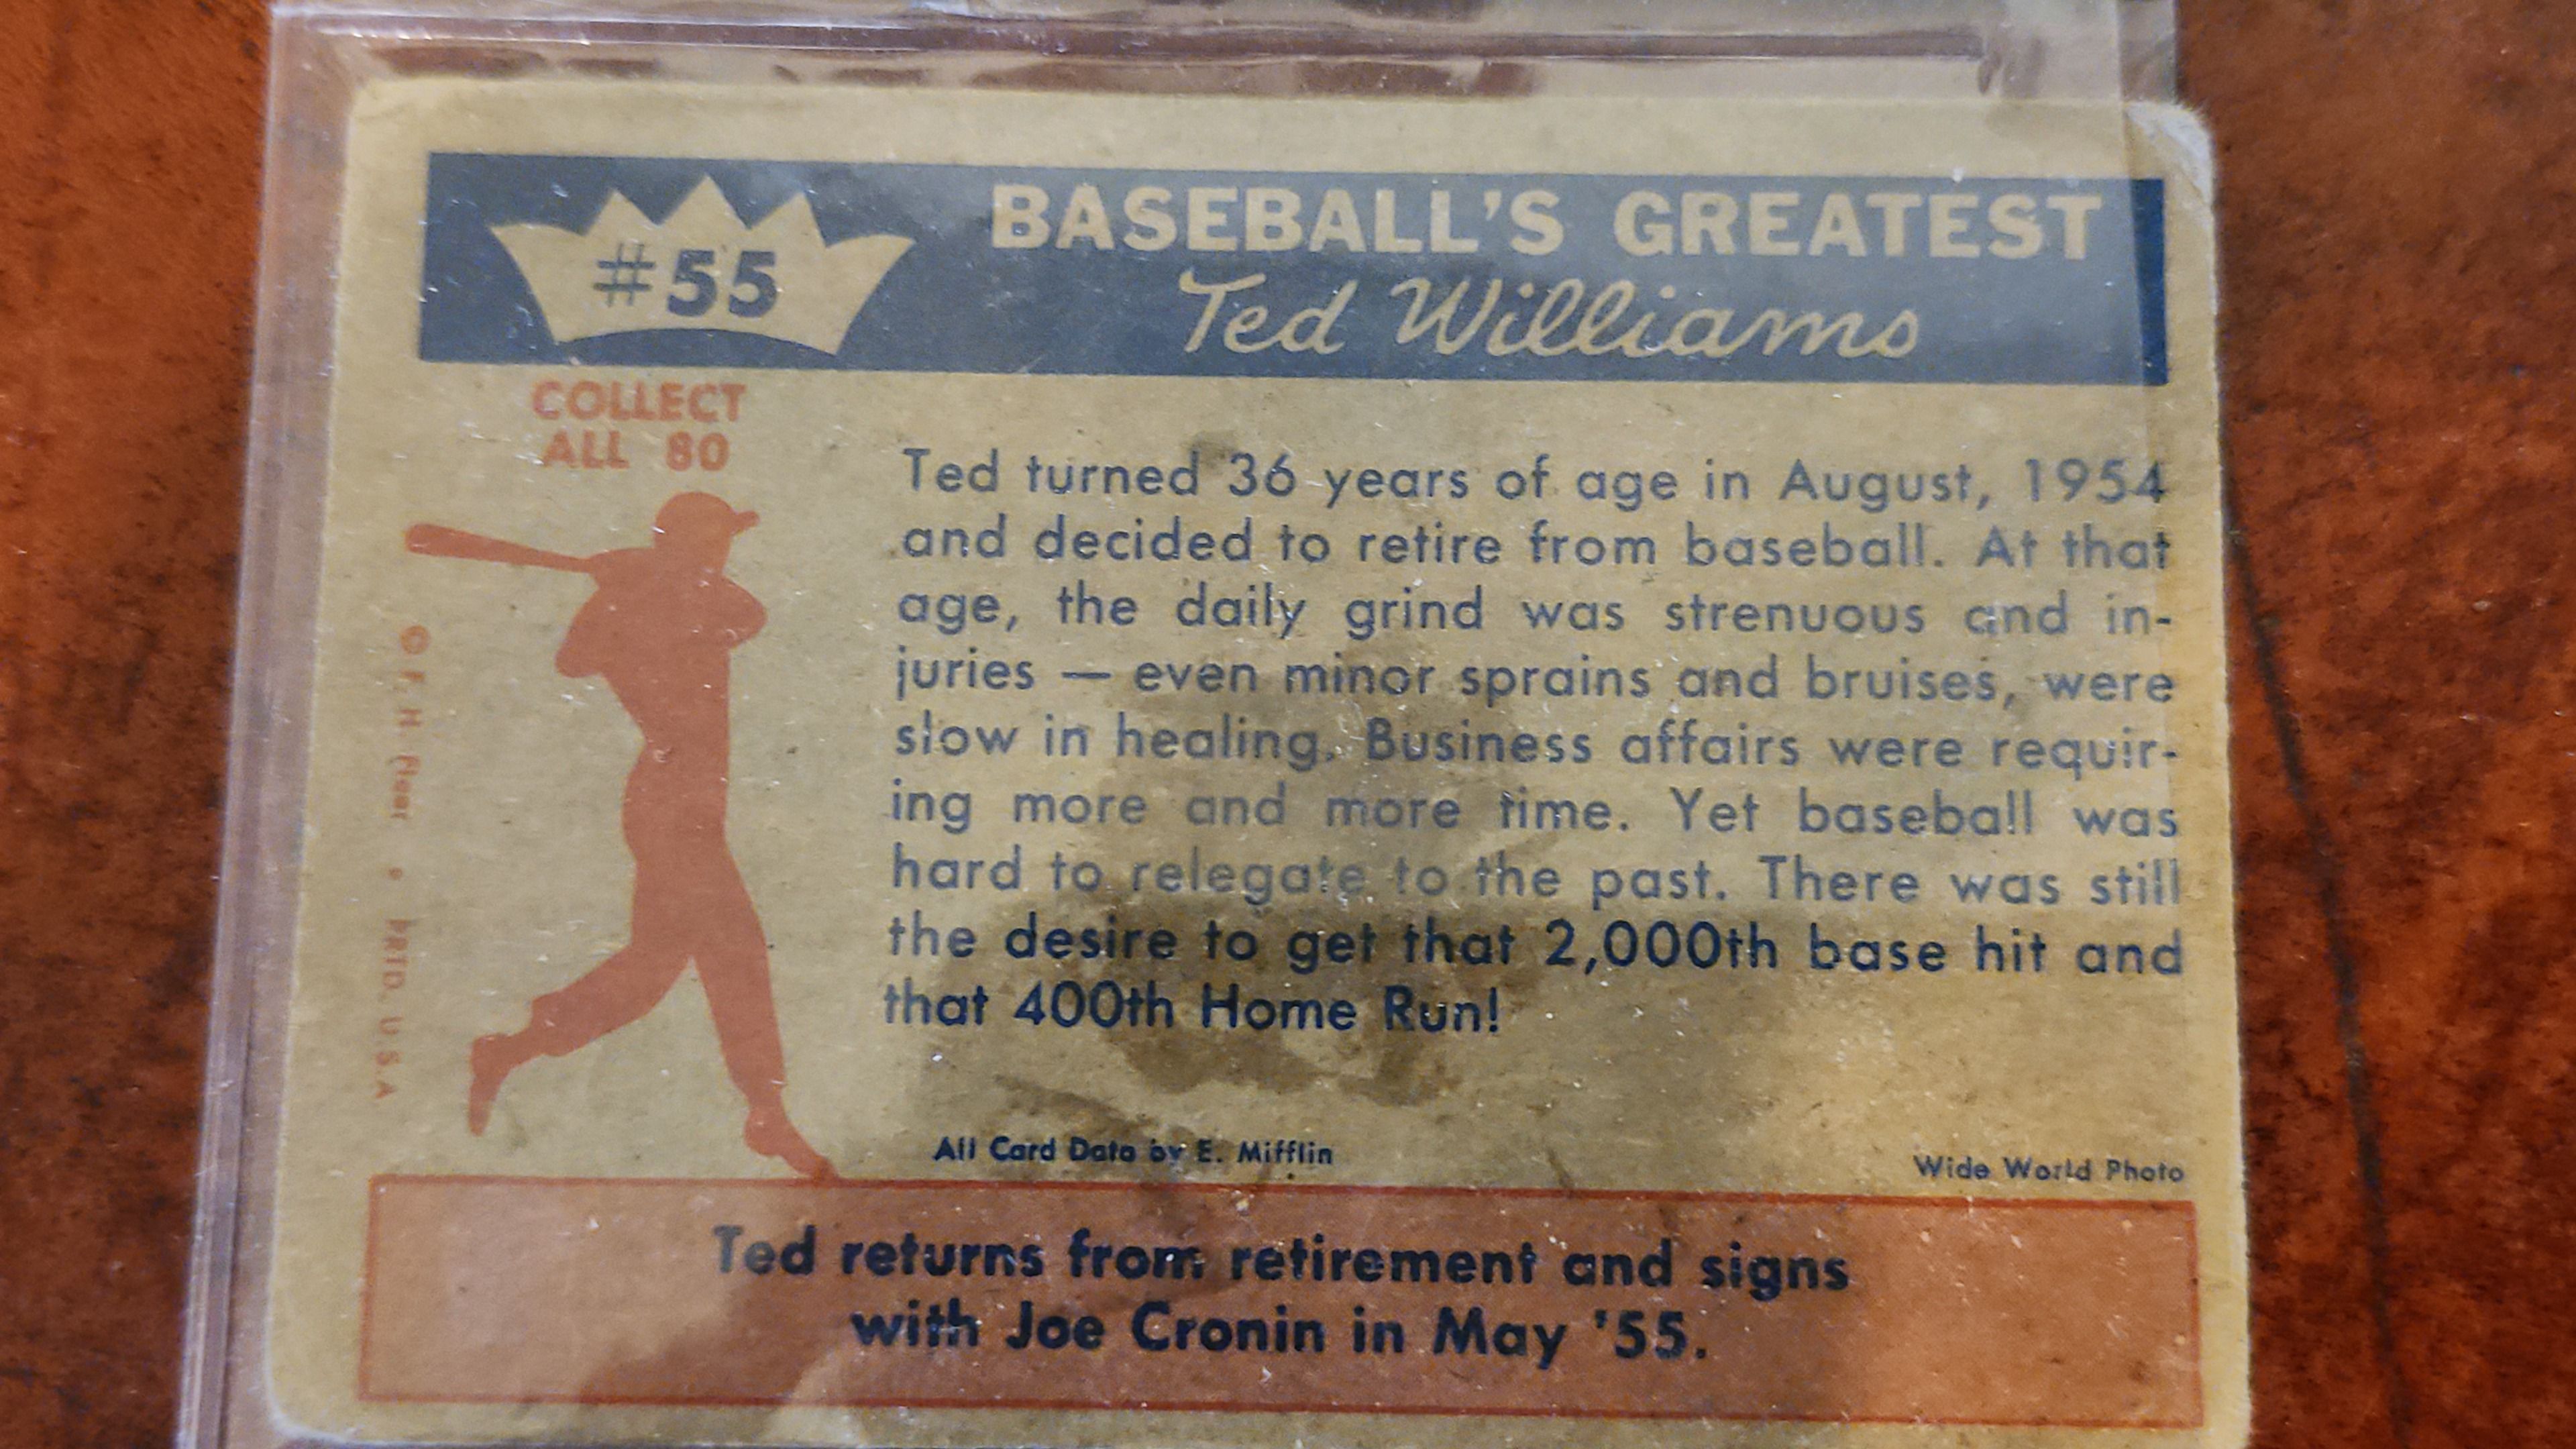 #55
BASEBALL'S GREATEST
Ted Williams
COLLECT
ALL 80
Ted turned 36 years of age in August, 1954
and decided to retire from baseball. At that
age, the daily grind was strenuous and in-
juries — even minor sprains and bruises, were
slow in healing. Business affairs were requir-
ing more and more time. Yet baseball was
hard to relegate to the past. There was still
the desire to get that 2,000th base hit and
that 400th Home Run!
© F. H. fleer PRTD. U.S.A
All Card Data by E. Mifflin
Wide World Photo
Ted returns from retirement and signs
with Joe Cronin in May '55.